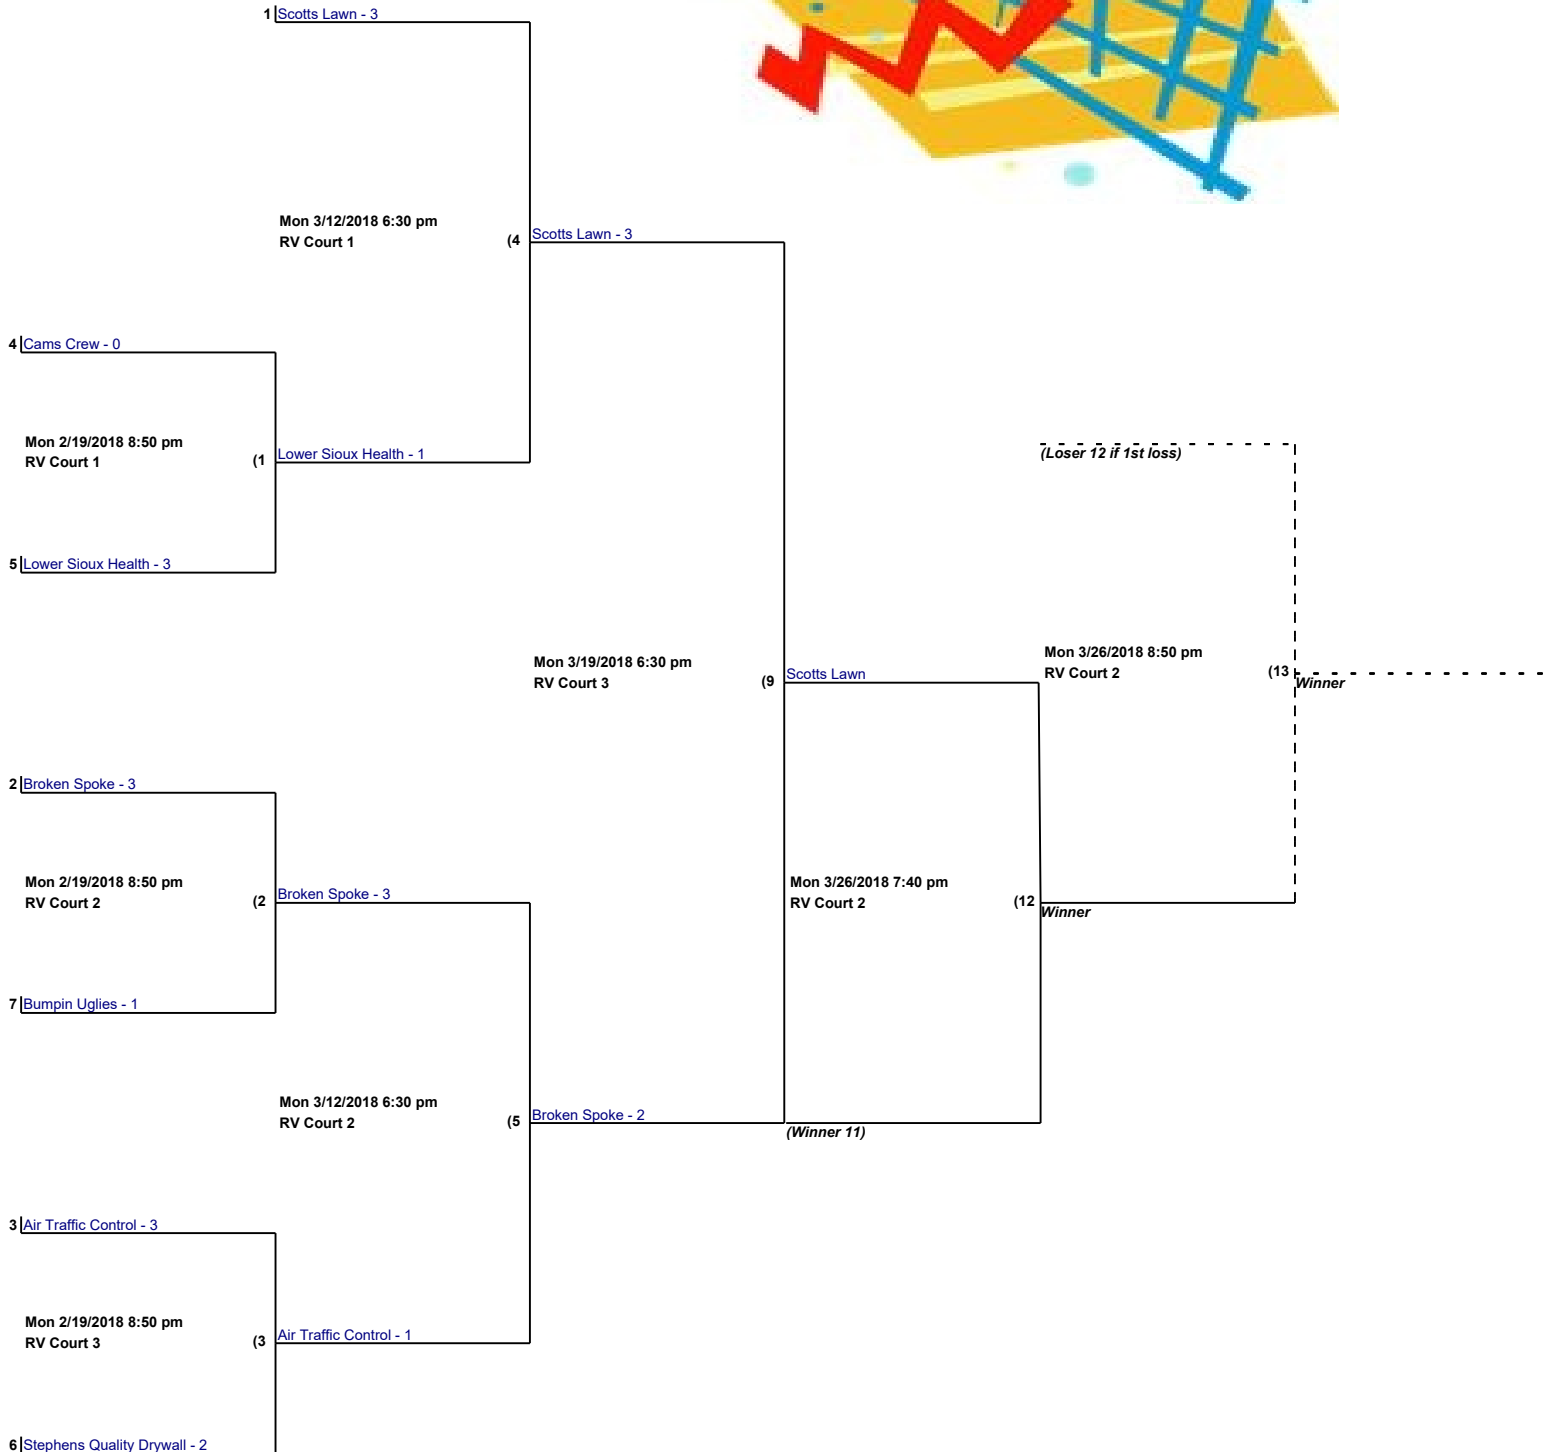 1 Scotts Lawn - 3
Mon 3/12/2018 6:30 pm
RV Court 1
(4
Scotts Lawn - 3
4 Cams Crew - 0
Mon 2/19/2018 8:50 pm
RV Court 1
(1
Lower Sioux Health - 1
(Loser 12 if 1st loss)
5 Lower Sioux Health - 3
Mon 3/19/2018 6:30 pm
RV Court 3
(9
Scotts Lawn
Mon 3/26/2018 8:50 pm
RV Court 2
(13
Winner
2 Broken Spoke - 3
Mon 2/19/2018 8:50 pm
RV Court 2
(2
Broken Spoke - 3
Mon 3/26/2018 7:40 pm
RV Court 2
(12
Winner
7 Bumpin Uglies - 1
Mon 3/12/2018 6:30 pm
RV Court 2
(5
Broken Spoke - 2
(Winner 11)
3 Air Traffic Control - 3
Mon 2/19/2018 8:50 pm
RV Court 3
(3
Air Traffic Control - 1
6 Stephens Quality Drywall - 2